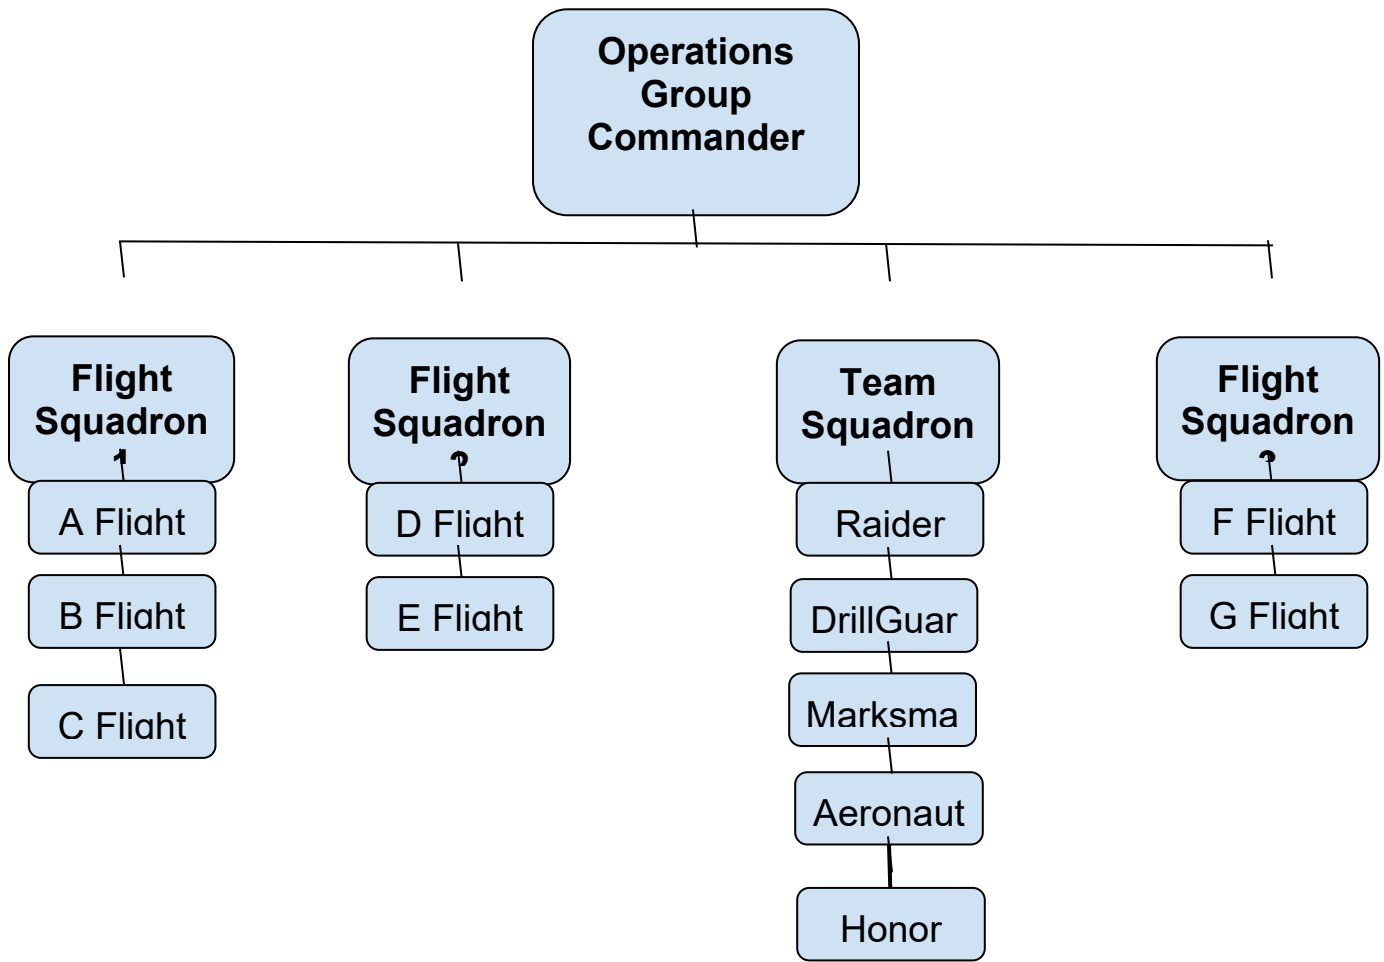 Operations
Group
Commander
Flight
Squadron
1
A Flight
B Flight
C Flight
Flight
Squadron
D Flight
E Flight
Team
Squadron
Raider
DrillGuar
Marksma
Aeronaut
Honor
Flight
Squadron
F Flight
G Flight